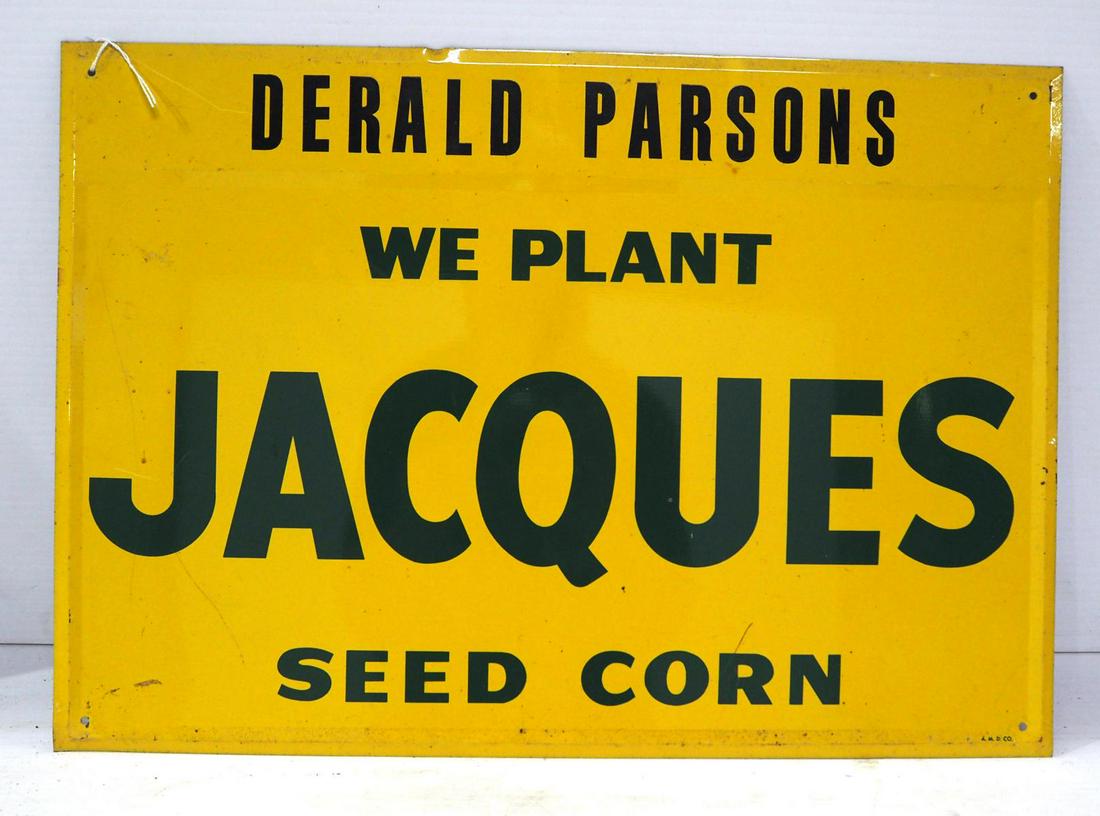 DERALD PARSONS
WE PLANT
JACQUES
SEED CORN
A. M. D. CO.